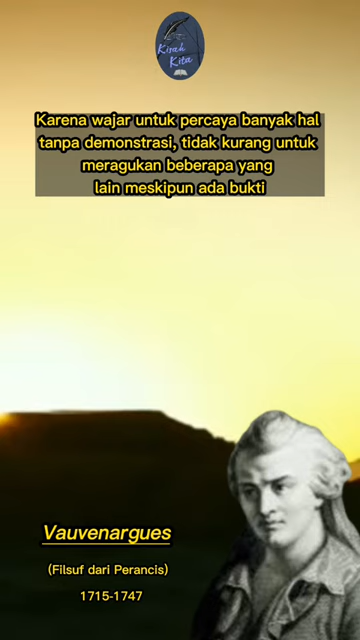 Kisah
Kita
Karena wajar untuk percaya banyak hal
tanpa demonstrasi, tidak kurang untuk
meragukan beberapa yang
lain meskipun ada bukti
Vauvenargues
(Filsuf dari Perancis)
1715-1747